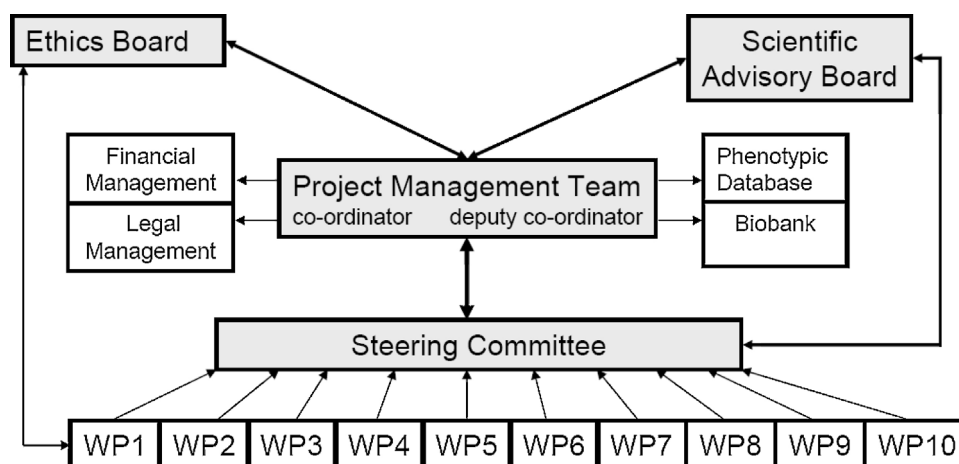 Ethics Board
Scientific
Advisory Board
Financial
Management
Legal
Management
Project Management Team
co-ordinator deputy co-ordinator
Phenotypic
Database
Biobank
Steering Committee
WP1 WP2 WP3 WP4 WP5 WP6 WP7 WP8 WP9 WP10